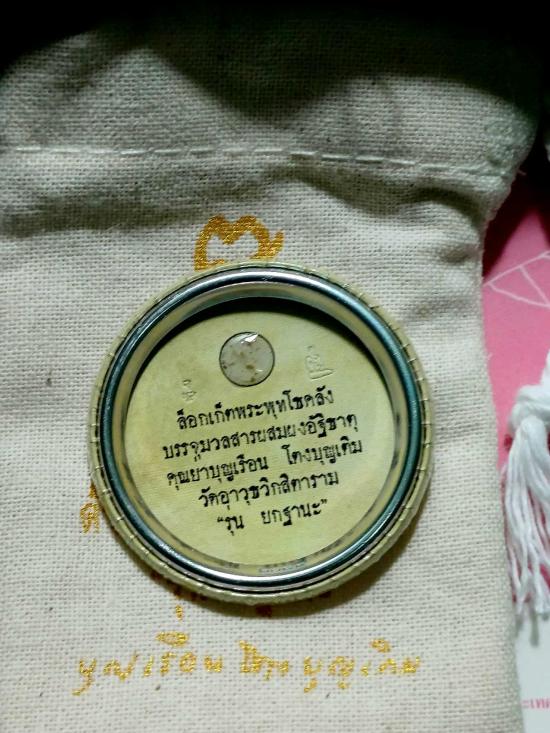 ล็อกเก็ตพระพุทโชคลัง
บรรจุมวลสารผสมผงอัฐิธาตุ
คุณยาบุญเรือน โตงบุญเติม
วัดอาวุธวิกสิตาราม
“รุ่น ยกฐานะ”
บุญเรือน โตง บุญเติม